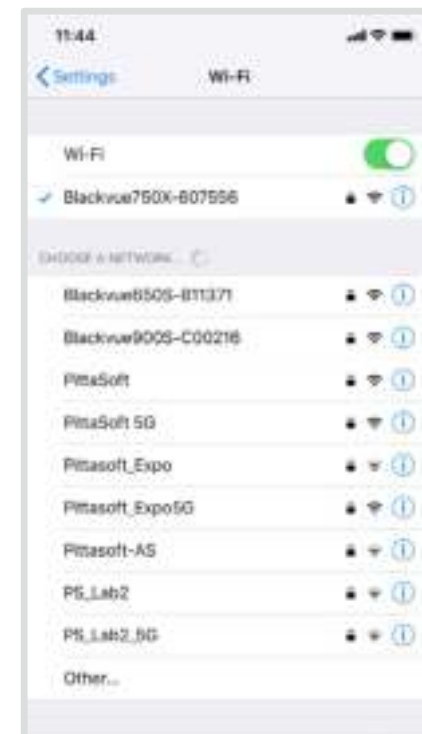 11:44
Settings Wi-Fi
Wi-Fi
Blackvue750X-607556
CHOOSE A NETWORK...
Blackvue650S-B11371
Blackvue900S-C00216
PittaSoft
PittaSoft 5G
Pittasoft_Expo
Pittasoft_Expo5G
Pittasoft-AS
PS_Lab2
PS_Lab2_5G
Other...